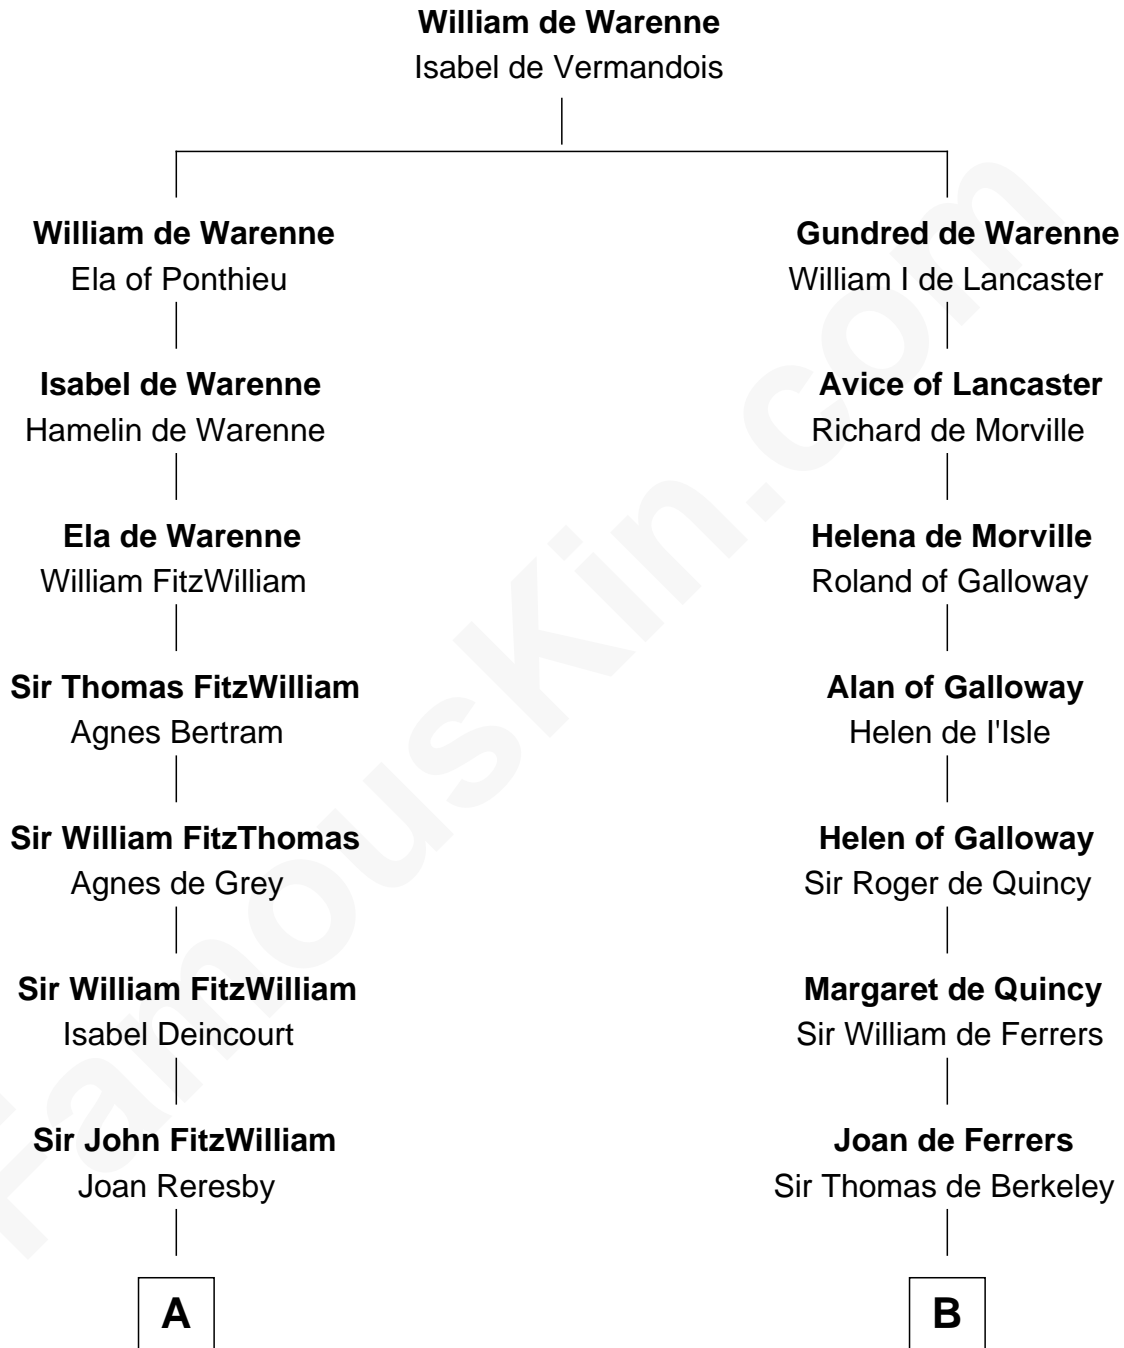 William de Warenne
Isabel de Vermandois
William de Warenne
Ela of Ponthieu
Gundred de Warenne
William I de Lancaster
Isabel de Warenne
Hamelin de Warenne
Avice of Lancaster
Richard de Morville
Ela de Warenne
William FitzWilliam
Helena de Morville
Roland of Galloway
Sir Thomas FitzWilliam
Agnes Bertram
Alan of Galloway
Helen de I'Isle
Sir William FitzThomas
Agnes de Grey
Helen of Galloway
Sir Roger de Quincy
Sir William FitzWilliam
Isabel Deincourt
Margaret de Quincy
Sir William de Ferrers
Sir John FitzWilliam
Joan Reresby
Joan de Ferrers
Sir Thomas de Berkeley
A
B
FamousKin.com